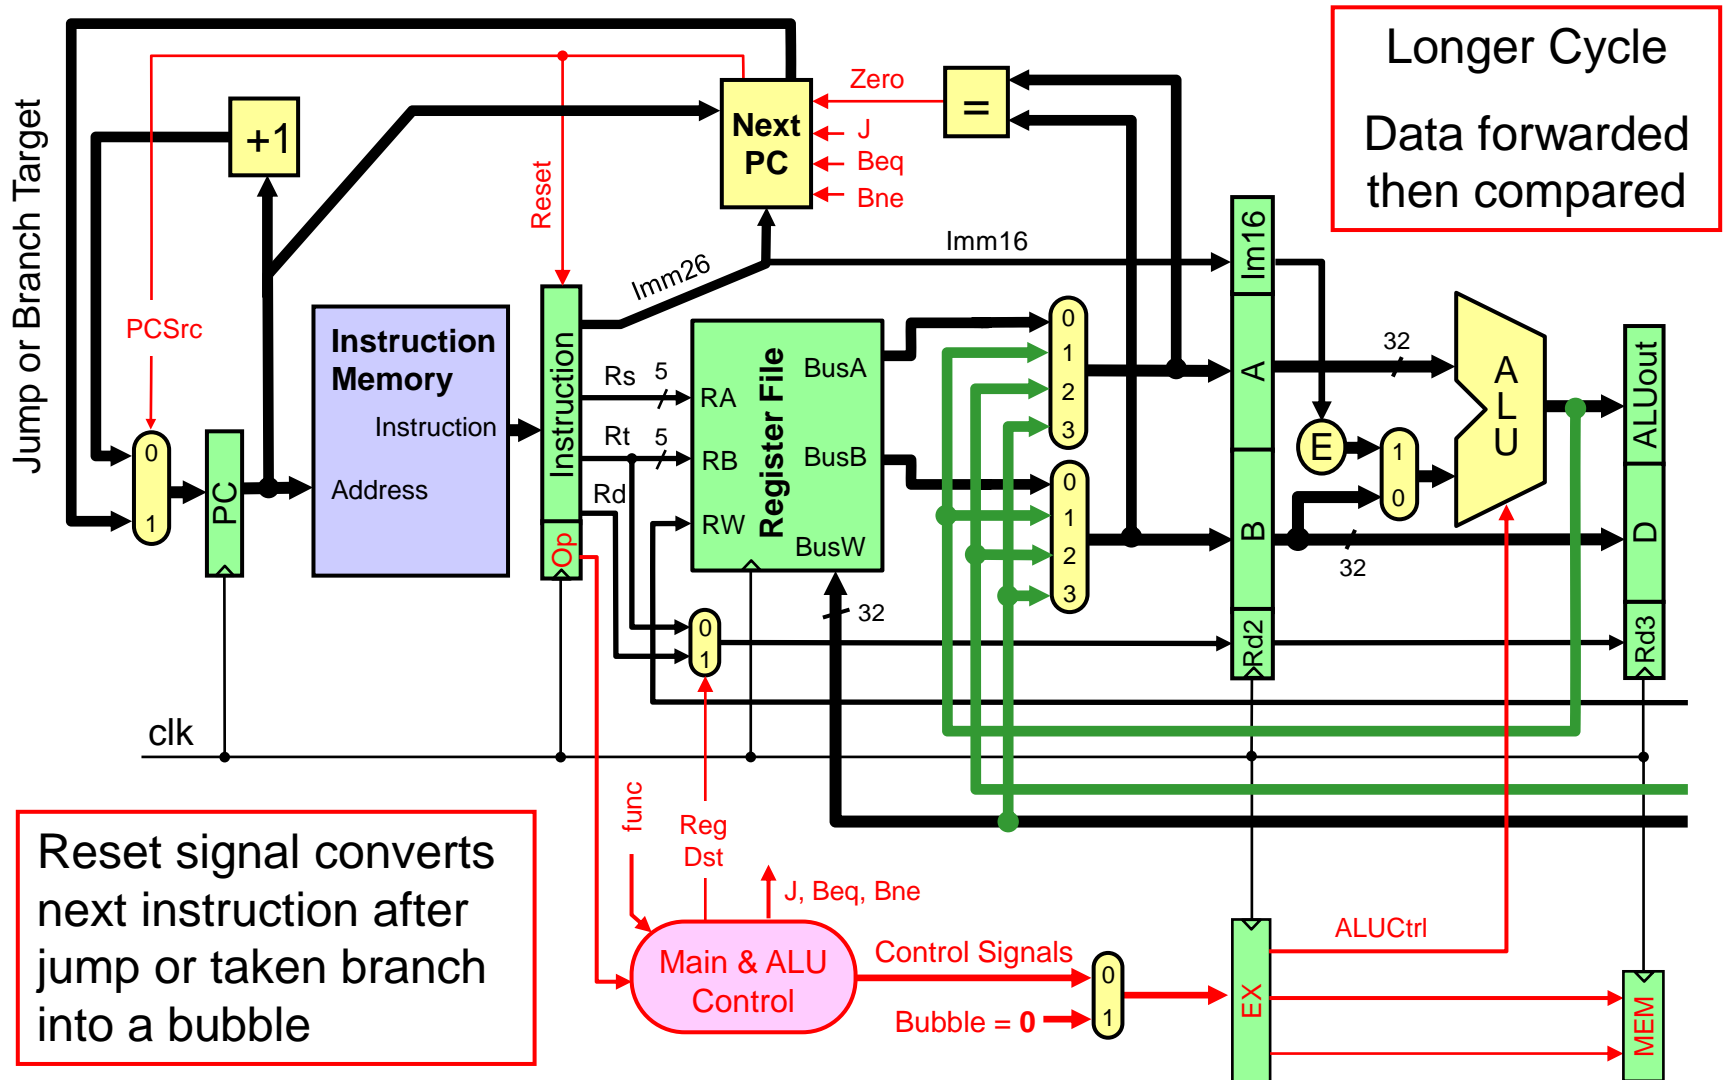 Longer Cycle
Data forwarded
then compared
Jump or Branch Target
+1
Next
PC
=
Zero
J
Beq
Bne
Reset
PCSrc
Imm26
Imm16
Im16
Instruction
Memory
Instruction
Address
Instruction
Op
PC
0
1
Rs
5
Rt
5
Rd
Register File
RA
RB
RW
BusA
BusB
BusW
32
0
1
2
3
0
1
2
3
0
1
A
B
Rd2
E
1
0
32
32
A
L
U
ALUout
D
Rd3
clk
func
Reg
Dst
J, Beq, Bne
Main & ALU
Control
Control Signals
Bubble = 0
0
1
EX
ALUCtrl
MEM
Reset signal converts
next instruction after
jump or taken branch
into a bubble